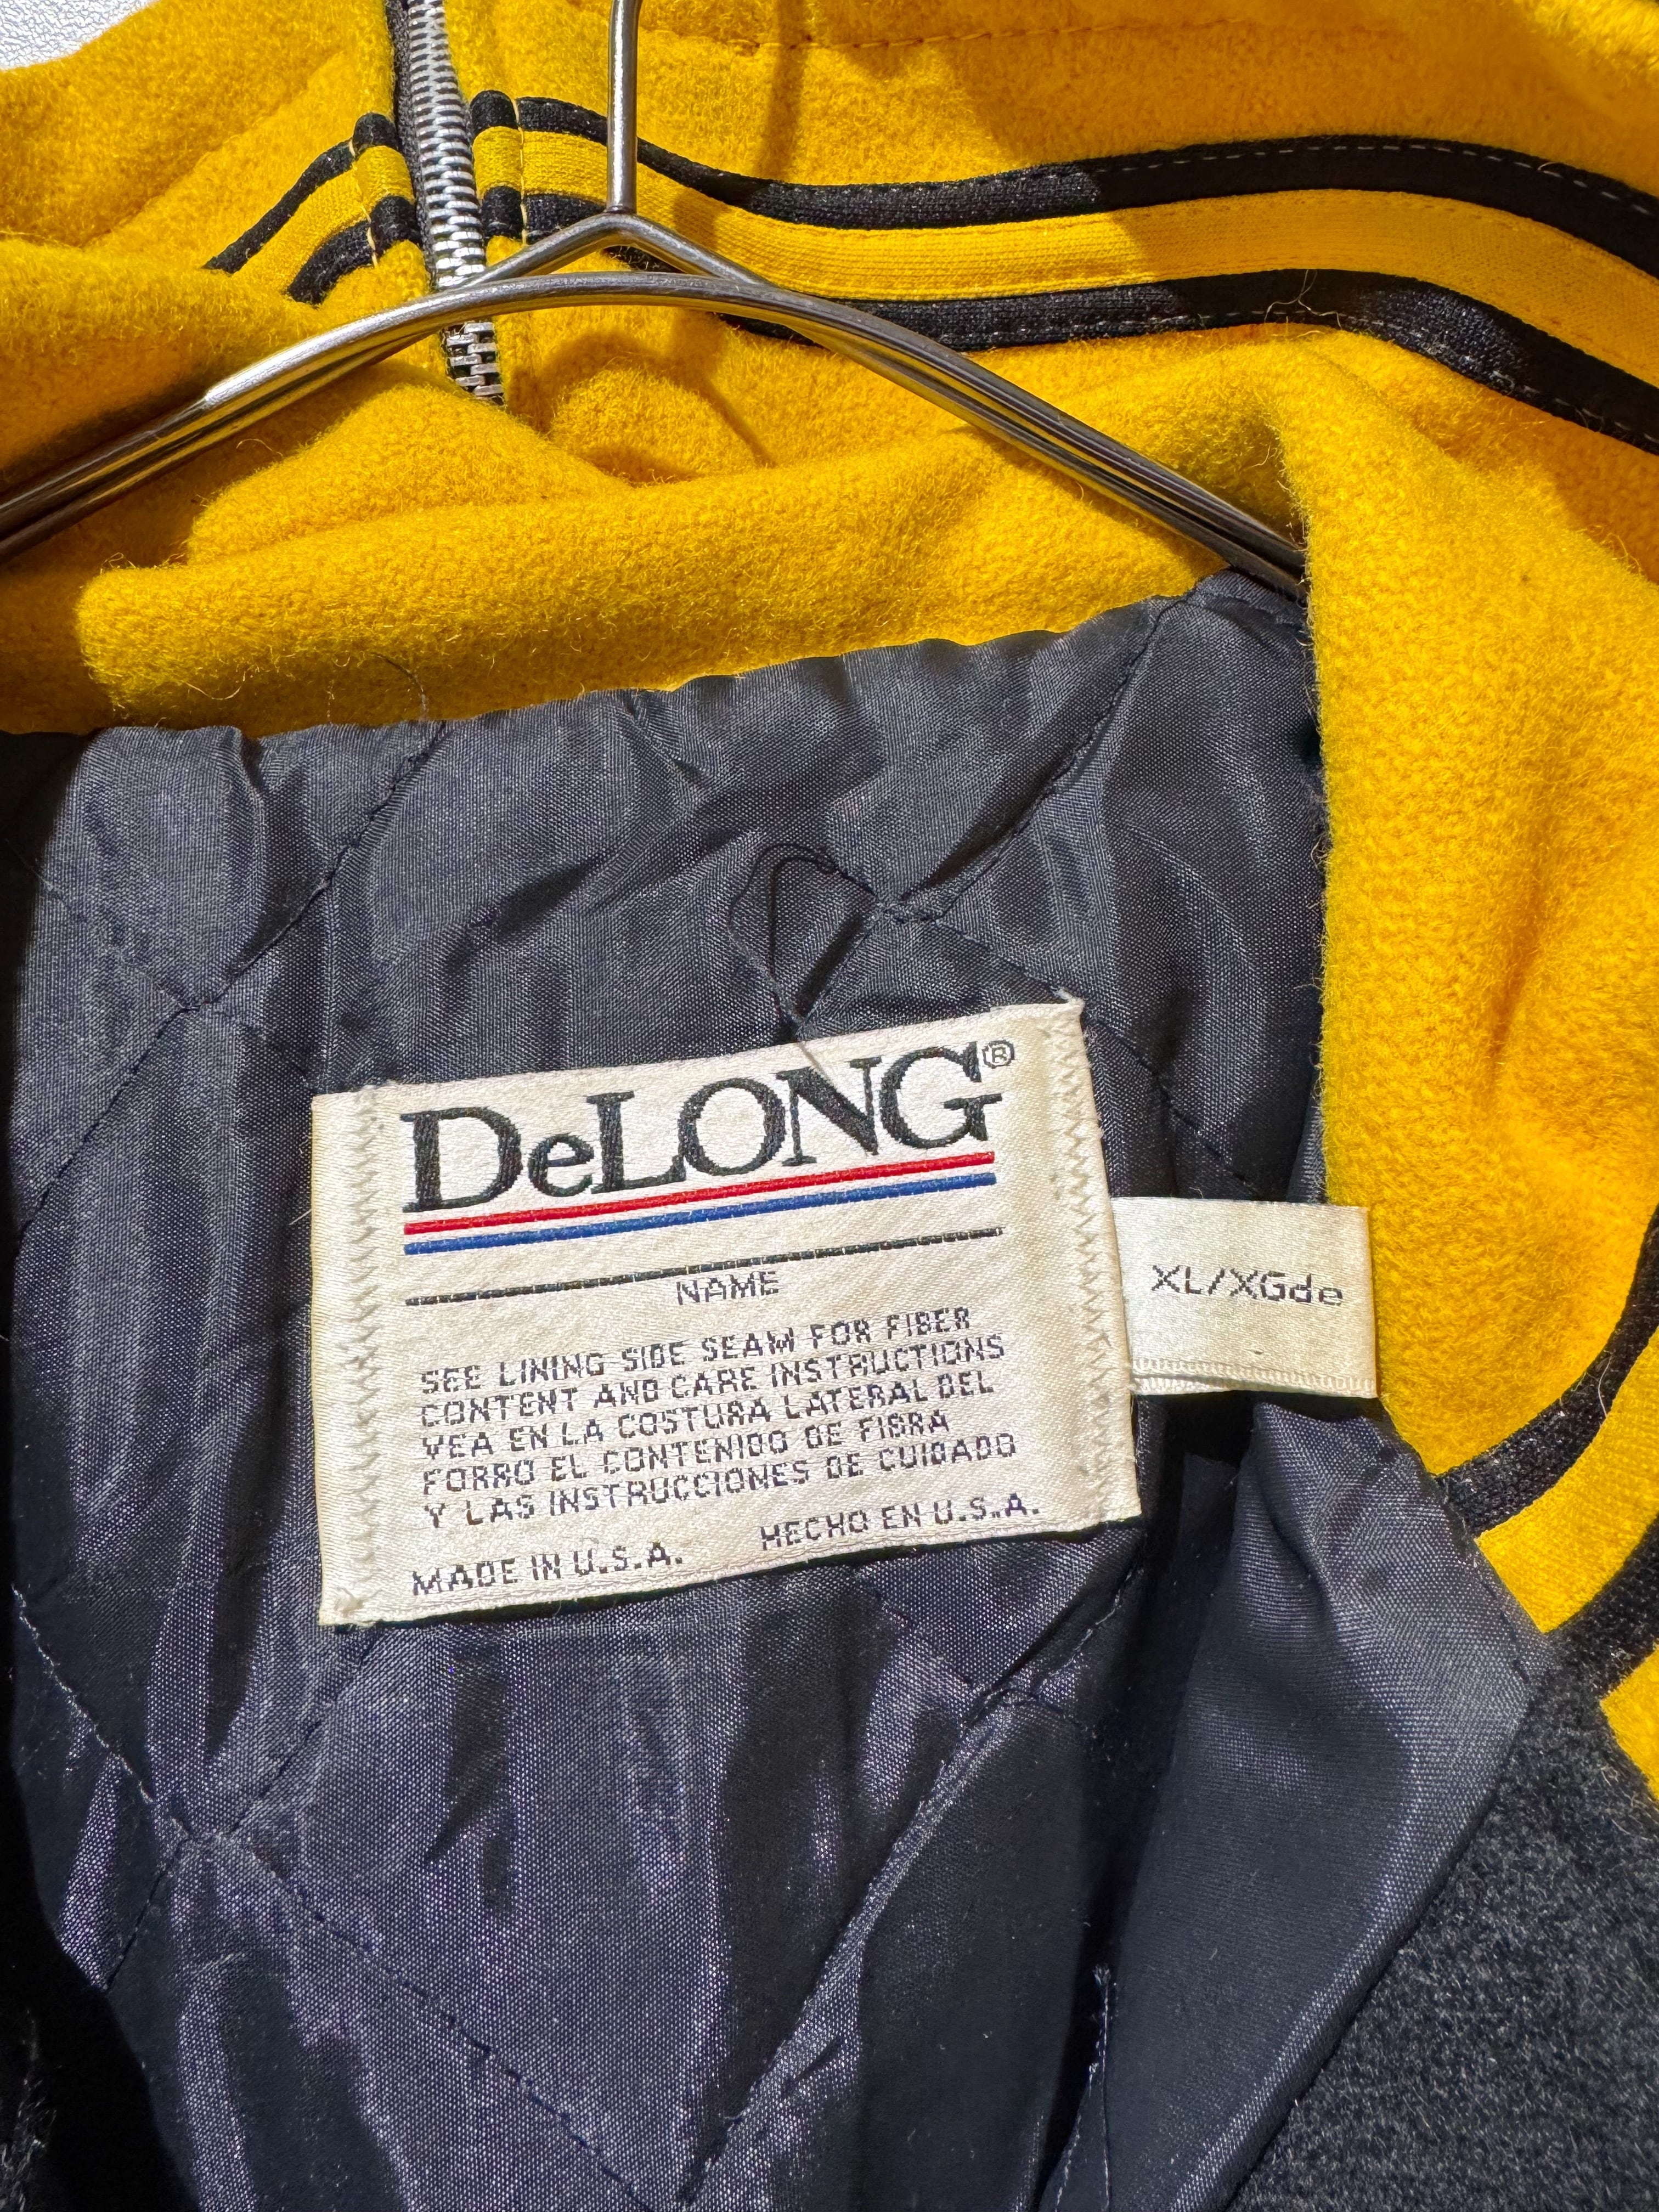 DeLONG®
NAME
SEE LINING SIDE SEAM FOR FIBER
CONTENT AND CARE INSTRUCTIONS
VEA EN LA COSTURA LATERAL DEL
FORRO EL CONTENIDO DE FIBRA
Y LAS INSTRUCCIONES DE CUIDADO
MADE IN U.S.A. HECHO EN U.S.A.
XL/XGde